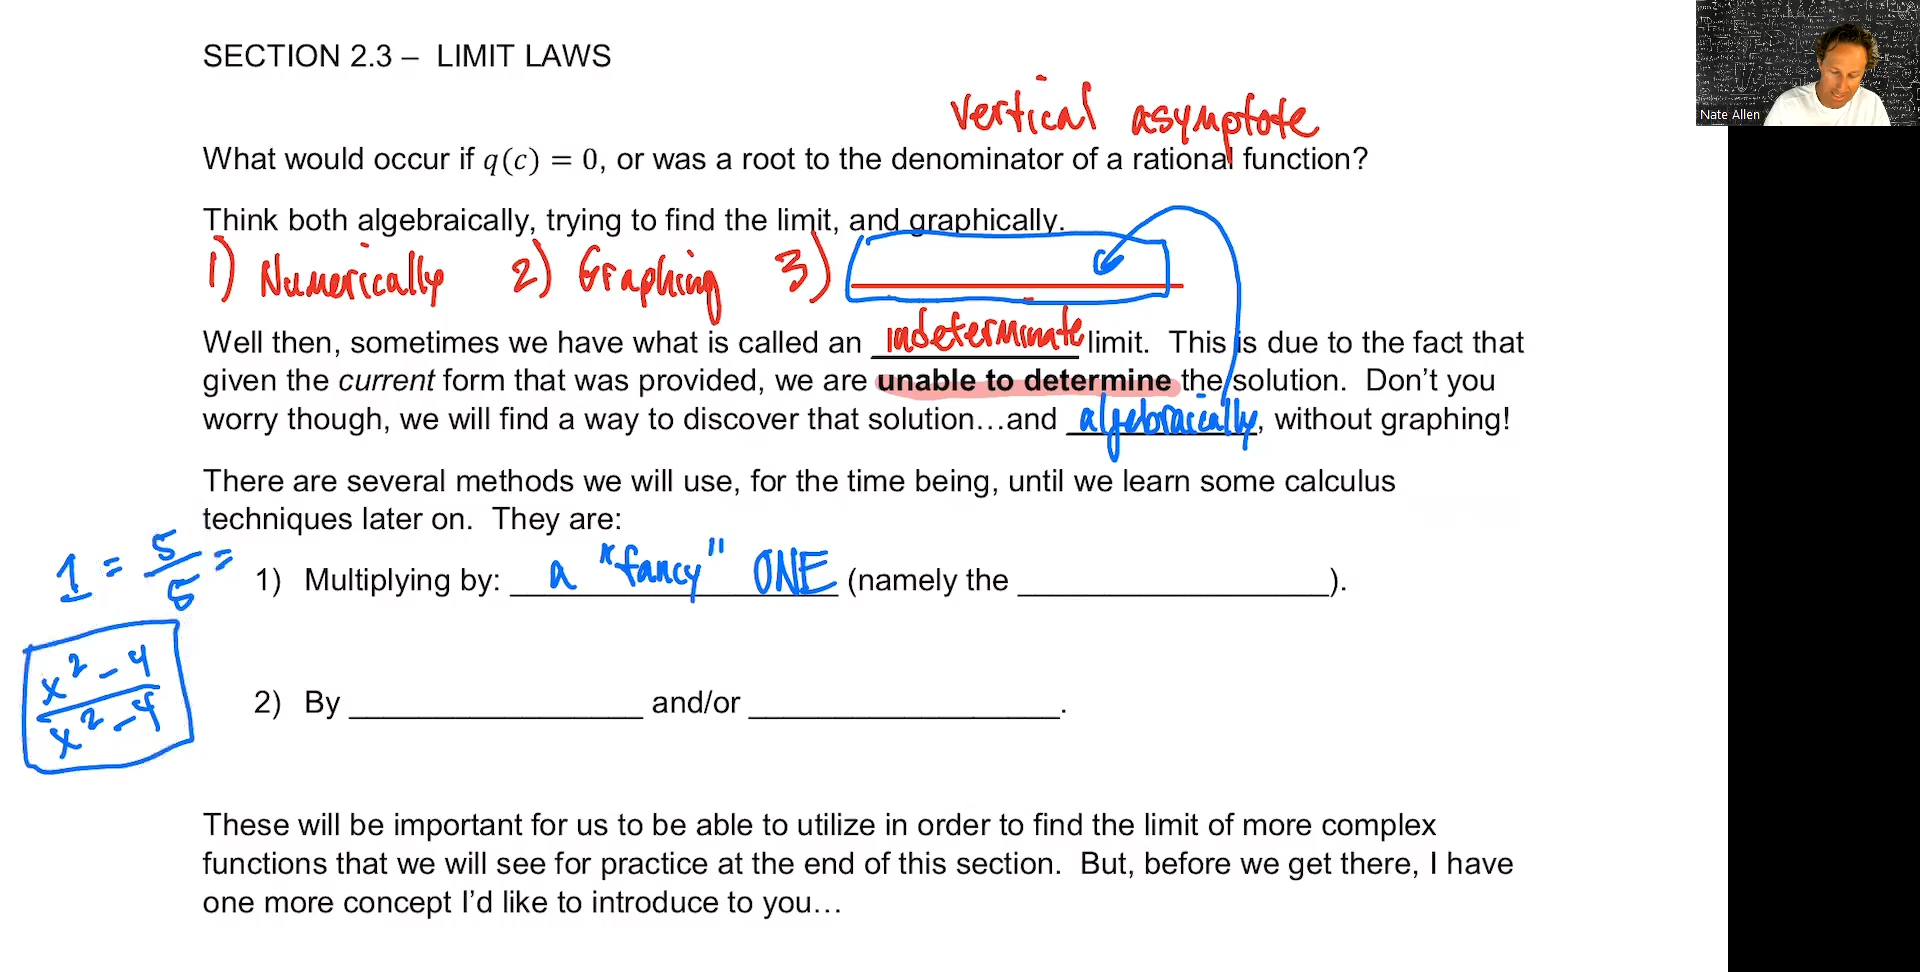 SECTION 2.3 – LIMIT LAWS
Nate Allen
vertical asymptote
What would occur if q(c) = 0, or was a root to the denominator of a rational function?
Think both algebraically, trying to find the limit, and graphically.
1) Numerically 2) Graphing 3)
Well then, sometimes we have what is called an indeterminate limit. This is due to the fact that
given the current form that was provided, we are unable to determine the solution. Don't you
worry though, we will find a way to discover that solution…and algebraically, without graphing!
There are several methods we will use, for the time being, until we learn some calculus
techniques later on. They are:
1 = 5/5 =
1) Multiplying by: a "fancy" ONE (namely the ____________________).
x² - 4
x² - 4
2) By ____________________ and/or ____________________.
These will be important for us to be able to utilize in order to find the limit of more complex
functions that we will see for practice at the end of this section. But, before we get there, I have
one more concept I'd like to introduce to you…